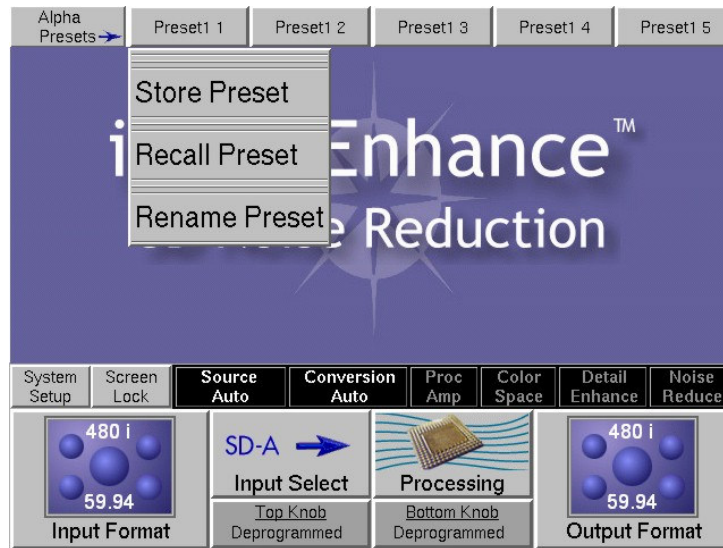 Alpha
Presets
Preset1 1
Preset1 2
Preset1 3
Preset1 4
Preset1 5
Store Preset
Recall Preset
Rename Preset
Enhance™
Reduction
System
Setup
Screen
Lock
Source
Auto
Conversion
Auto
Proc
Amp
Color
Space
Detail
Enhance
Noise
Reduce
480 i
59.94
Input Format
SD-A
Input Select
Processing
480 i
59.94
Output Format
Top Knob
Deprogrammed
Bottom Knob
Deprogrammed